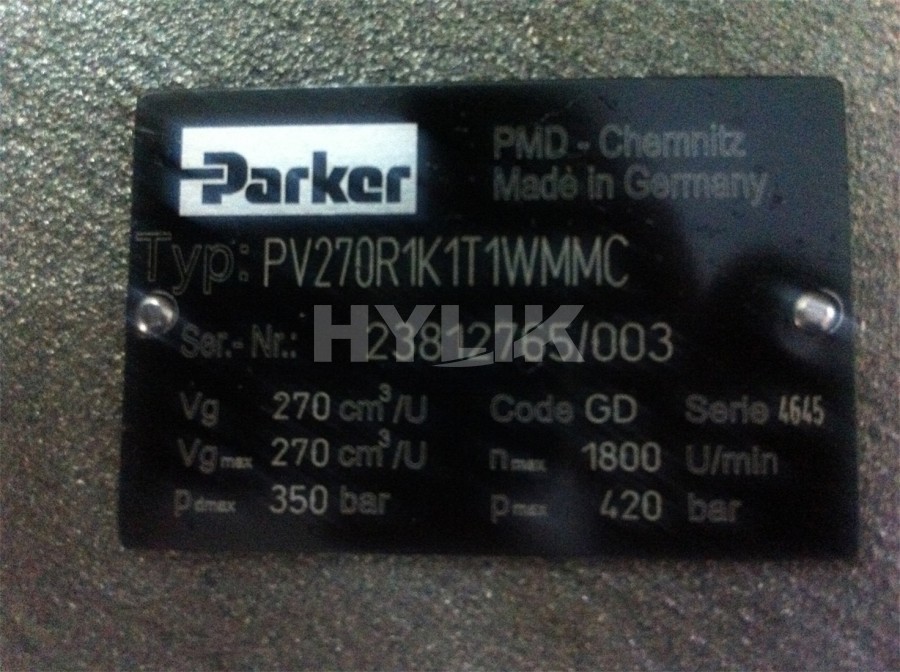 Parker
PMD - Chemnitz
Made in Germany
Typ: PV270R1K1T1WMMC
Ser.- Nr.: 23812765/003
HYLIK
Vg 270 cm³/U Code GD Serie 4645
Vg max 270 cm³/U n max 1800 U/min
p dmax 350 bar p max 420 bar